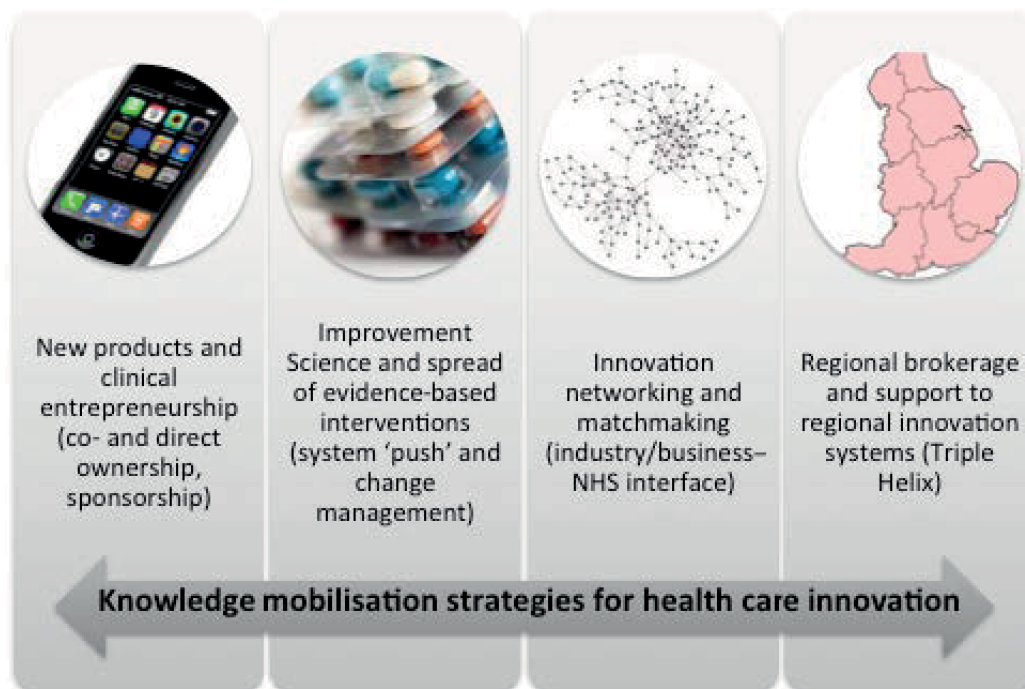 New products and
clinical
entrepreneurship
(co- and direct
ownership,
sponsorship)
Improvement
Science and spread
of evidence-based
interventions
(system ‘push’ and
change
management)
Innovation
networking and
matchmaking
(industry/business–
NHS interface)
Regional brokerage
and support to
regional innovation
systems (Triple
Helix)
Knowledge mobilisation strategies for health care innovation